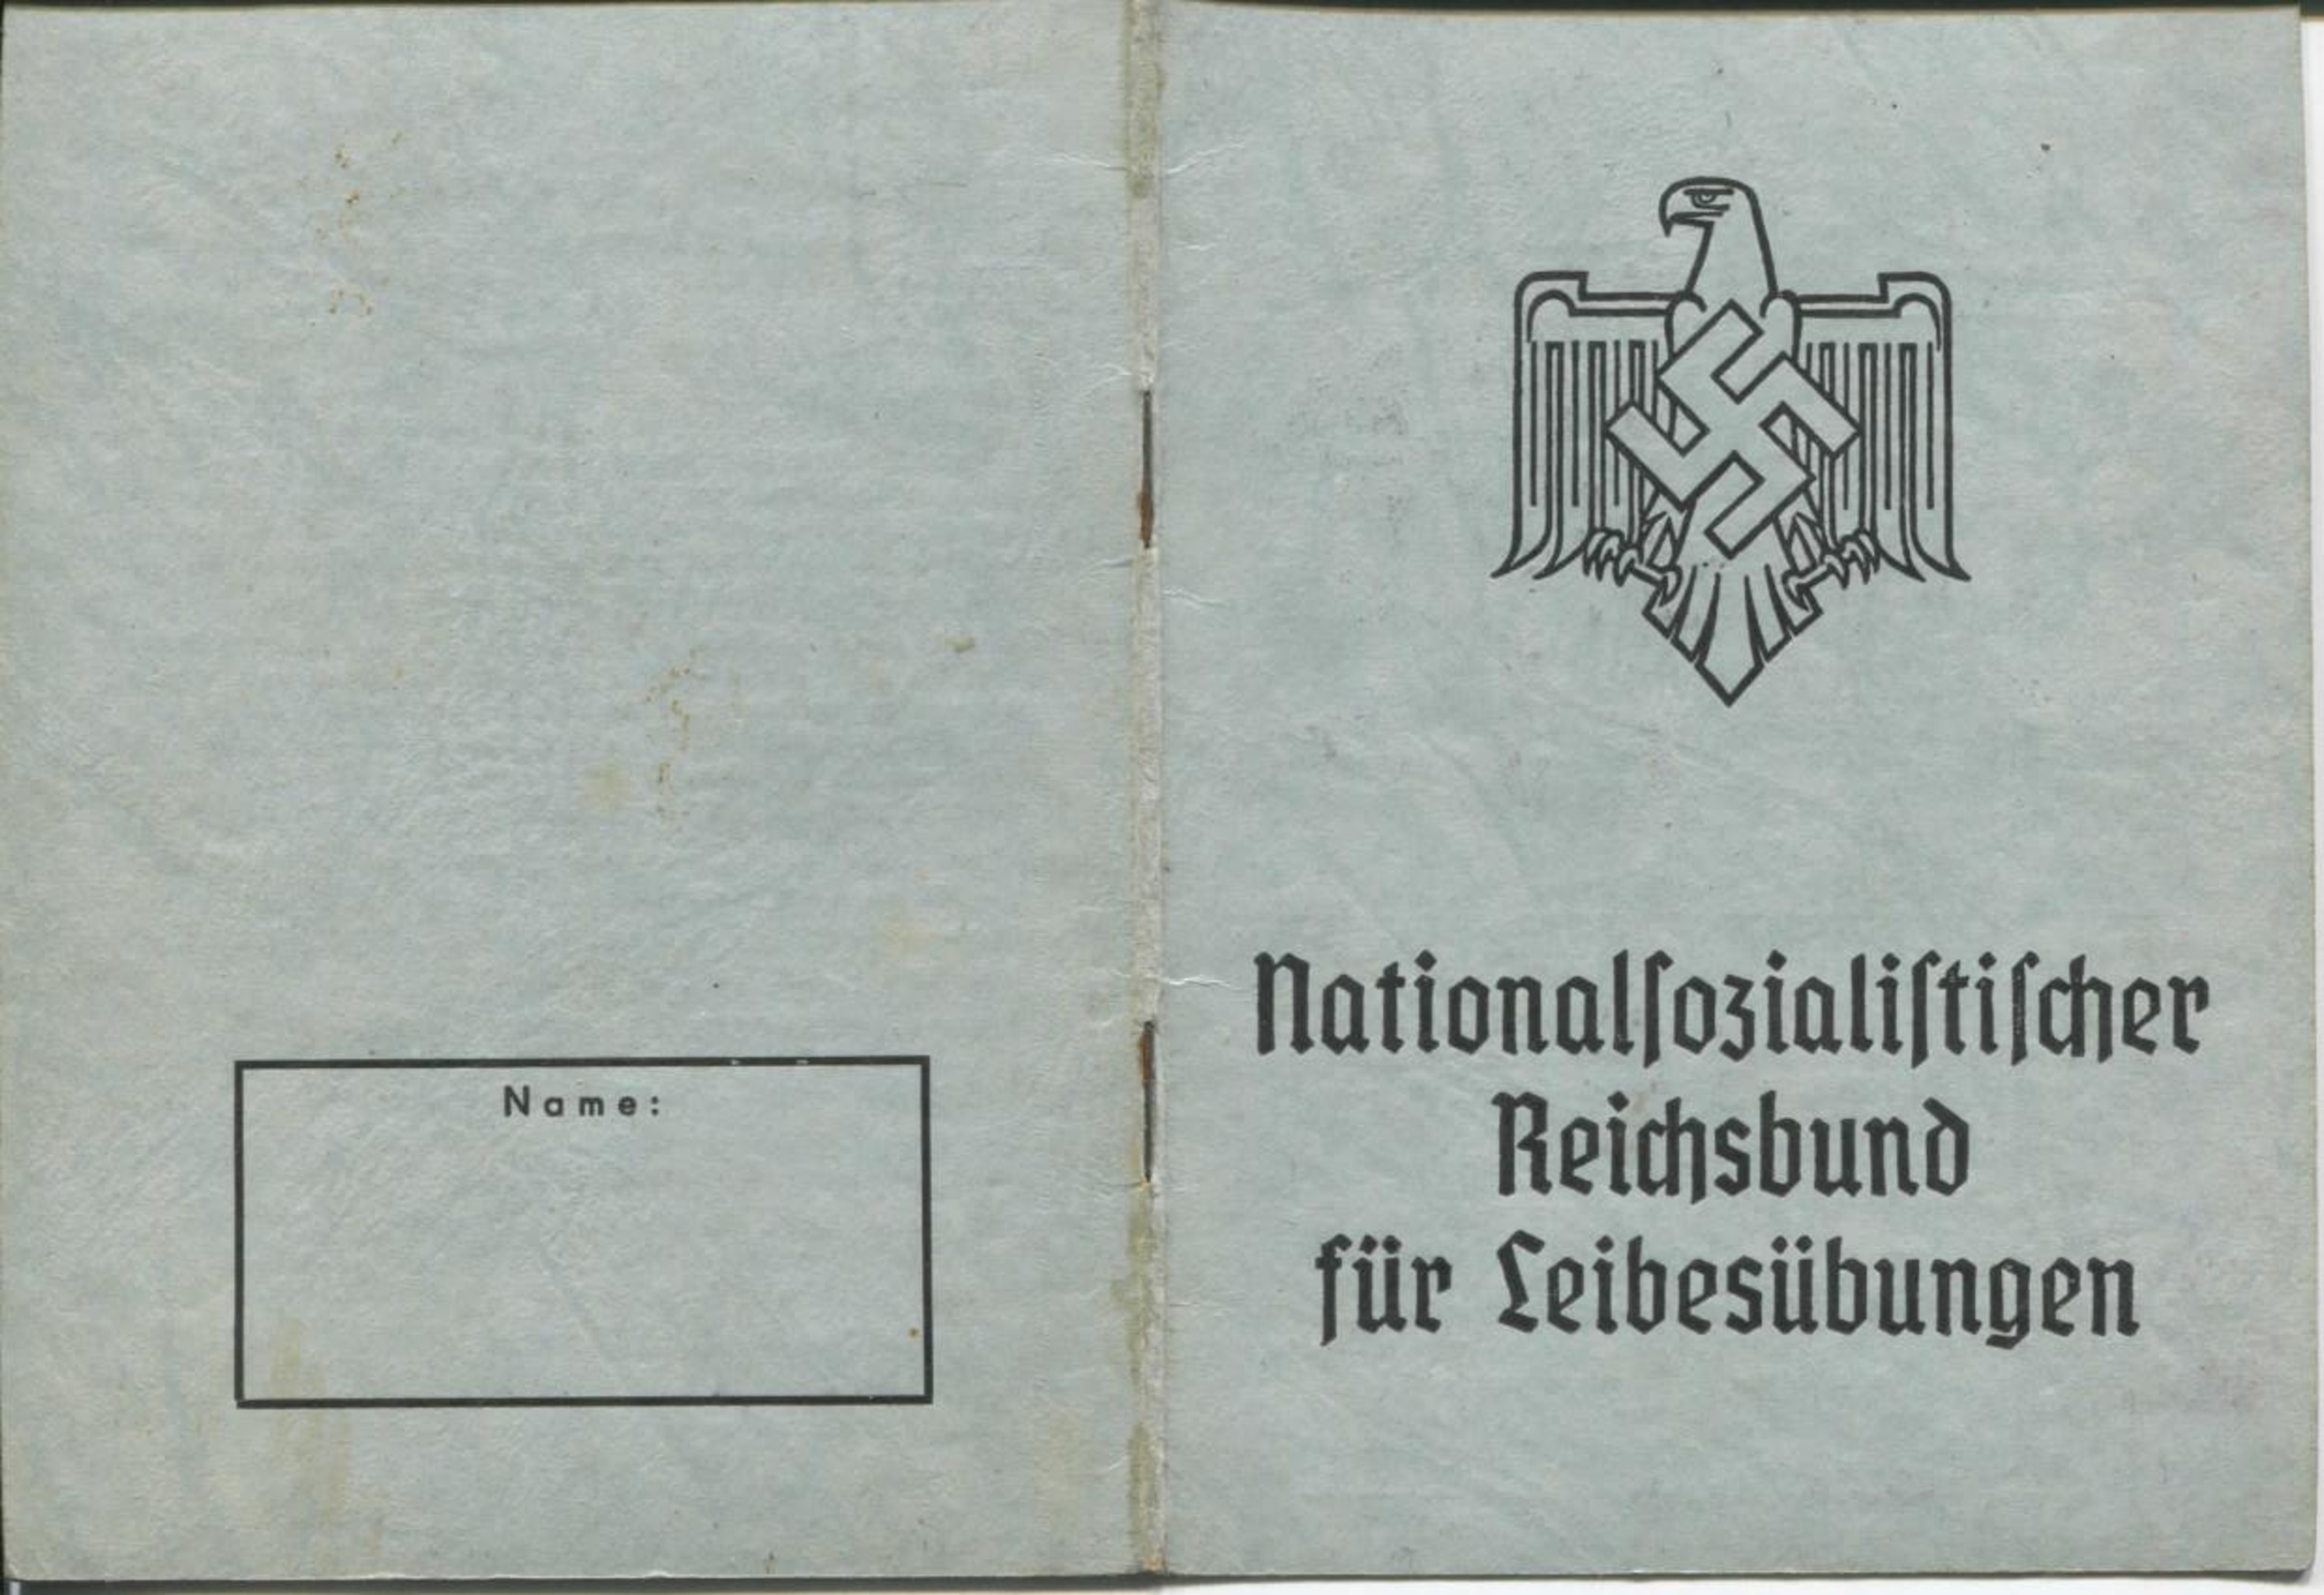 Name:
Nationalſozialiſtiſcher
Reichsbund
für Leibesübungen